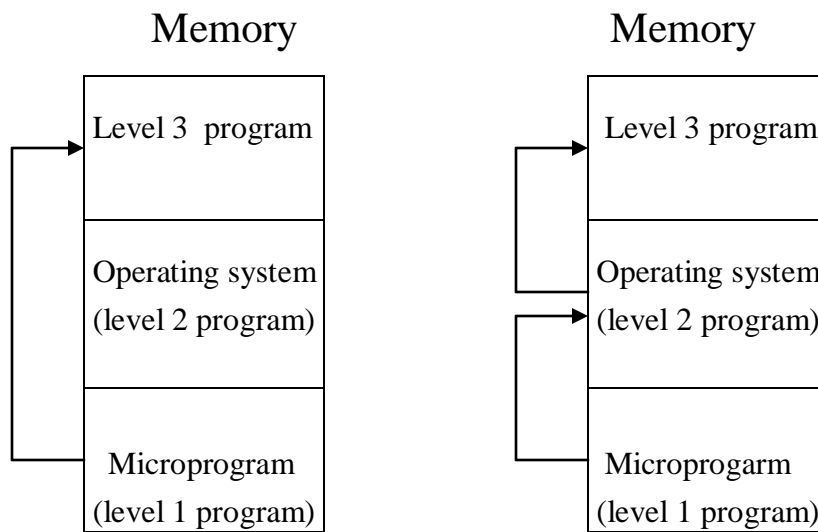 Memory
Level 3 program
Operating system
(level 2 program)
Microprogram
(level 1 program)
Memory
Level 3 program
Operating system
(level 2 program)
Microprogarm
(level 1 program)